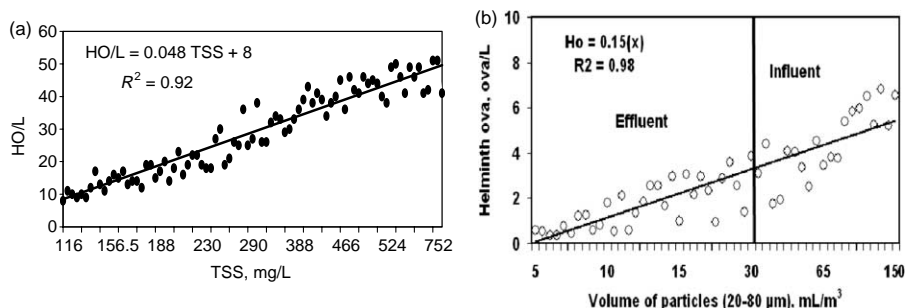 (a)
60
50
40
30
20
10
0
HO/L
HO/L = 0.048 TSS + 8
R² = 0.92
116 156.5 188 230 290 388 466 524 752
TSS, mg/L
(b)
10
8
6
4
2
0
Helminth ova, ova/L
Ho = 0.15(x)
R2 = 0.98
Influent
Effluent
5 10 15 30 65 150
Volume of particles (20-80 µm), mL/m³